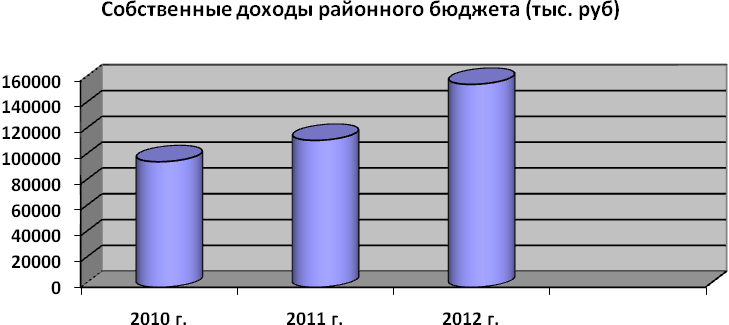 Собственные доходы районного бюджета (тыс. руб)
160000
140000
120000
100000
80000
60000
40000
20000
0
2010 г.
2011 г.
2012 г.